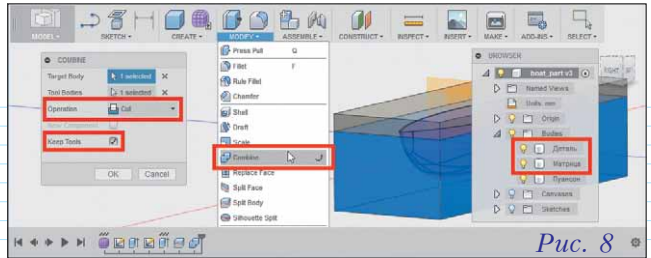 MODEL
SKETCH
CREATE
MODIFY
ASSEMBLE
CONSTRUCT
INSPECT
INSERT
MAKE
ADD-INS
SELECT
COMBINE
Target Body 1 selected
Tool Bodies 1 selected
Operation Cut
New Component
Keep Tools
OK Cancel
Press Pull Q
Fillet F
Rule Fillet
Chamfer
Shell
Draft
Scale
Combine
Replace Face
Split Face
Split Body
Silhouette Split
BROWSER
boat_part v3
Named Views
Units: mm
Origin
Bodies
Деталь
Матрица
Пуансон
Canvases
Sketches
Рис. 8